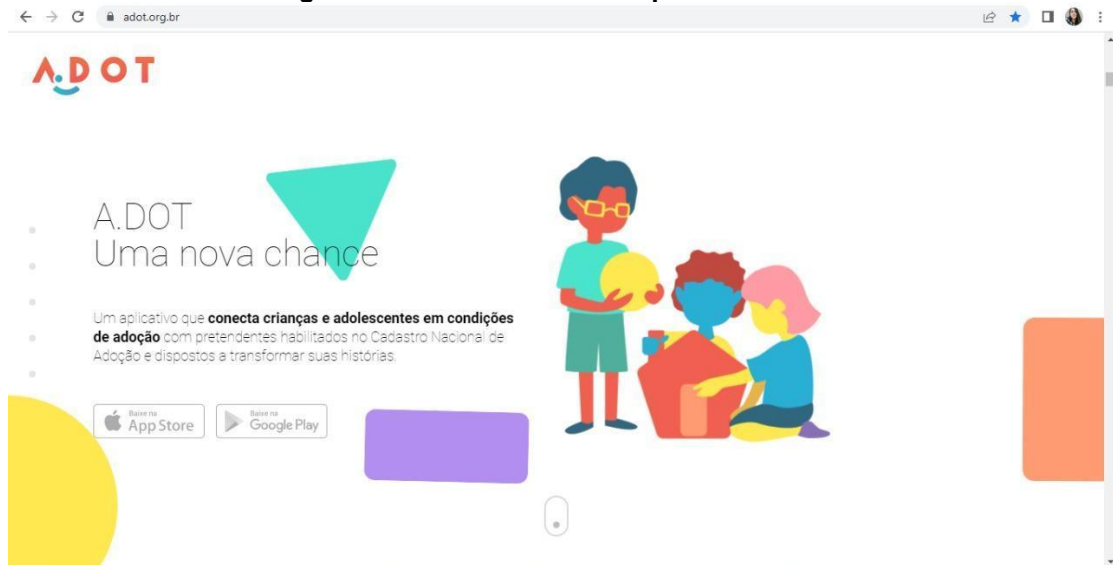 adot.org.br
A.DOT
A.DOT
Uma nova chance
Um aplicativo que conecta crianças e adolescentes em condições
de adoção com pretendentes habilitados no Cadastro Nacional de
Adoção e dispostos a transformar suas histórias.
Baixe na
App Store
Baixe na
Google Play